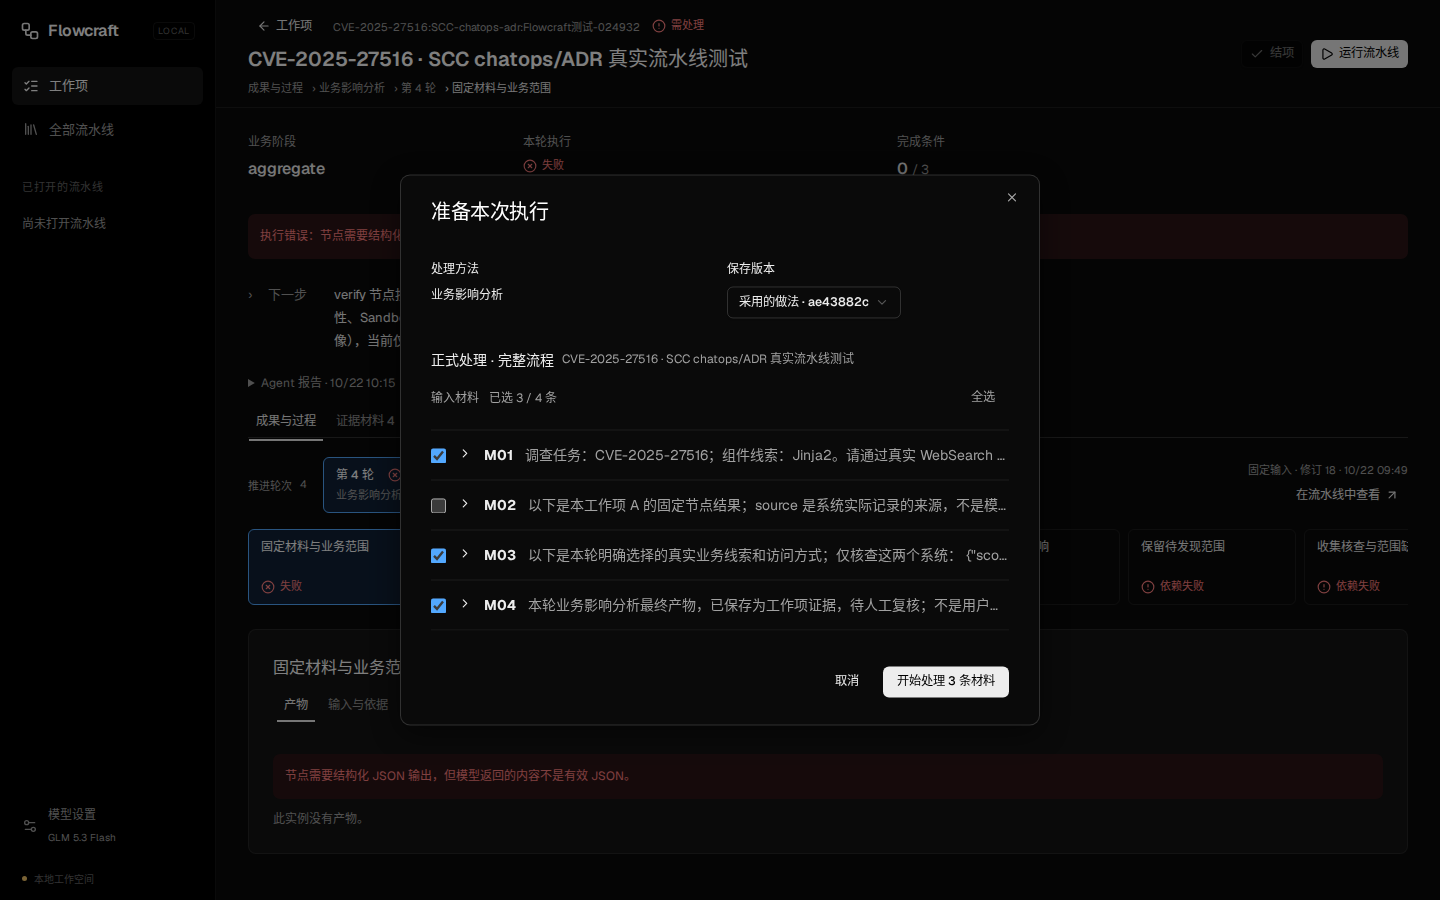 Flowcraft
LOCAL
工作项
全部流水线
已打开的流水线
尚未打开流水线
模型设置
GLM 5.3 Flash
本地工作空间
工作项 CVE-2025-27516:SCC-chatops-adr:Flowcraft测试-024932 需处理
CVE-2025-27516 · SCC chatops/ADR 真实流水线测试
成果与过程 › 业务影响分析 › 第 4 轮 › 固定材料与业务范围
结项
运行流水线
业务阶段
aggregate
本轮执行
失败
完成条件
0 / 3
执行错误：节点需要结构化
› 下一步
verify 节点
性、Sandb
像），当前仅
▶ Agent 报告 · 10/22 10:15
成果与过程 证据材料 4
推进轮次 4
第 4 轮
业务影响分析
固定输入 · 修订 18 · 10/22 09:49
在流水线中查看
固定材料与业务范围
失败
响
保留待发现范围
依赖失败
收集核查与范围
依赖失败
固定材料与业务范
产物 输入与依据
节点需要结构化 JSON 输出，但模型返回的内容不是有效 JSON。
此实例没有产物。
准备本次执行
处理方法
业务影响分析
保存版本
采用的做法 · ae43882c
正式处理 · 完整流程 CVE-2025-27516 · SCC chatops/ADR 真实流水线测试
输入材料 已选 3 / 4 条
全选
M01 调查任务：CVE-2025-27516；组件线索：Jinja2。请通过真实 WebSearch ...
M02 以下是本工作项 A 的固定节点结果；source 是系统实际记录的来源，不是模...
M03 以下是本轮明确选择的真实业务线索和访问方式；仅核查这两个系统： {"sco...
M04 本轮业务影响分析最终产物，已保存为工作项证据，待人工复核；不是用户...
取消
开始处理 3 条材料